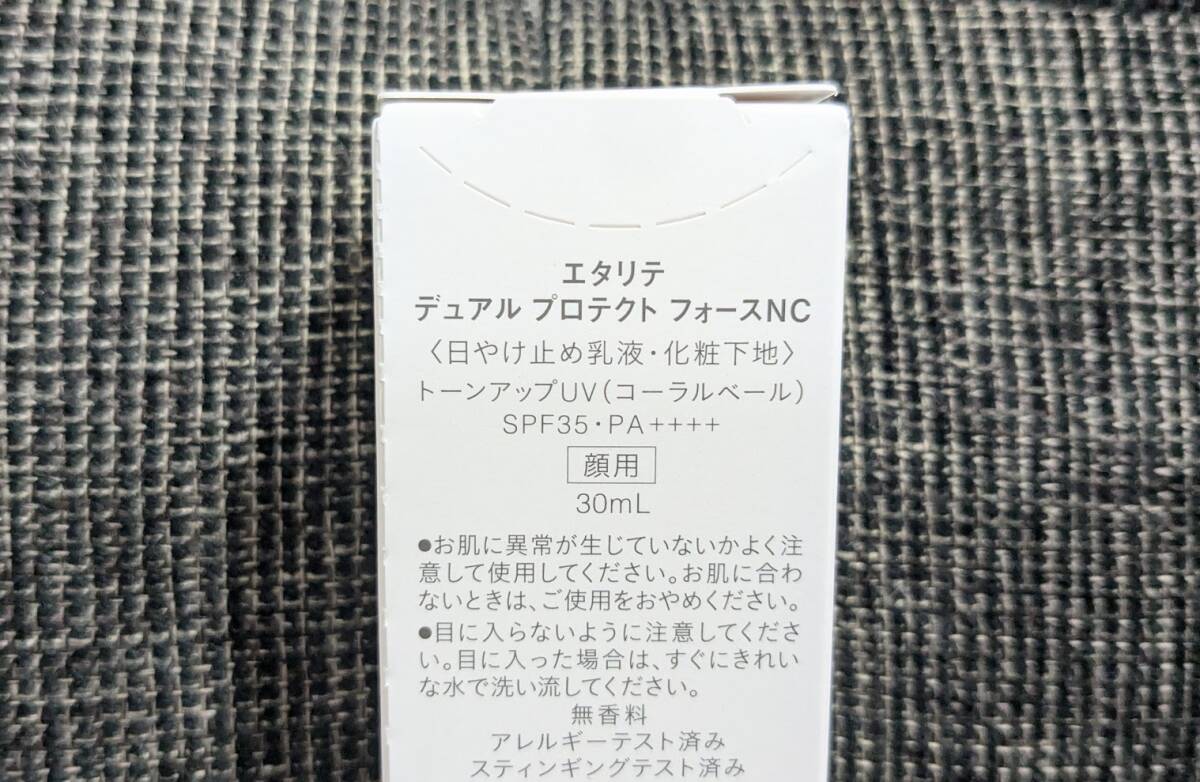 エタリテ
デュアル プロテクト フォースNC
〈日やけ止め乳液・化粧下地〉
トーンアップUV(コーラルベール)
SPF35・PA++++
顔用
30mL
●お肌に異常が生じていないかよく注
意して使用してください。お肌に合わ
ないときは、ご使用をおやめください。
●目に入らないように注意してくださ
い。目に入った場合は、すぐにきれい
な水で洗い流してください。
無香料
アレルギーテスト済み
スティンギングテスト済み